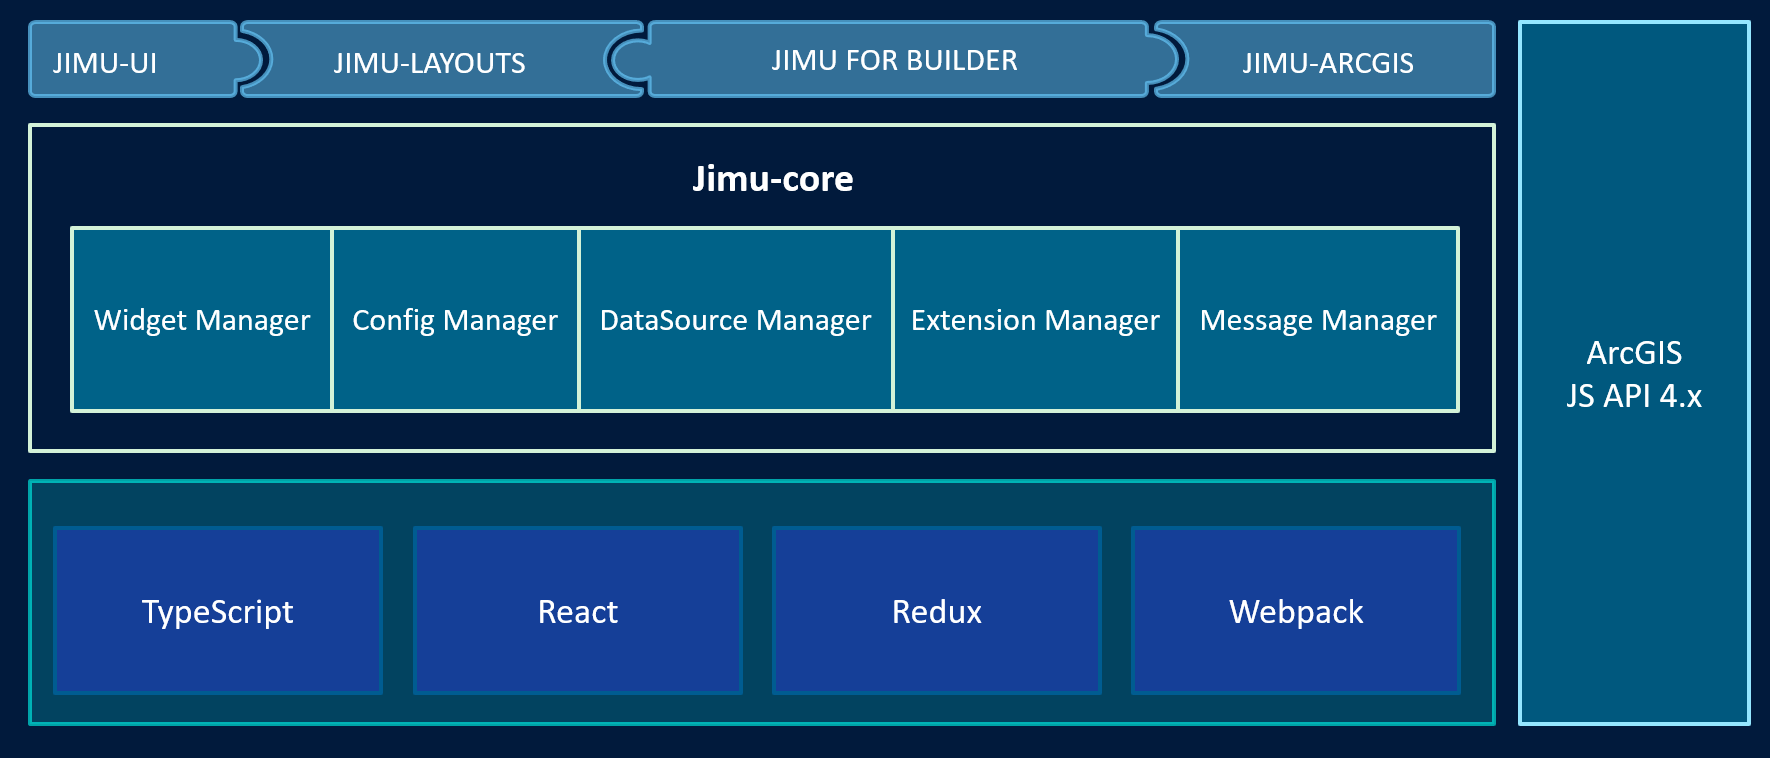 JIMU-UI
JIMU-LAYOUTS
JIMU FOR BUILDER
JIMU-ARCGIS
Jimu-core
Widget Manager
Config Manager
DataSource Manager
Extension Manager
Message Manager
TypeScript
React
Redux
Webpack
ArcGIS
JS API 4.x